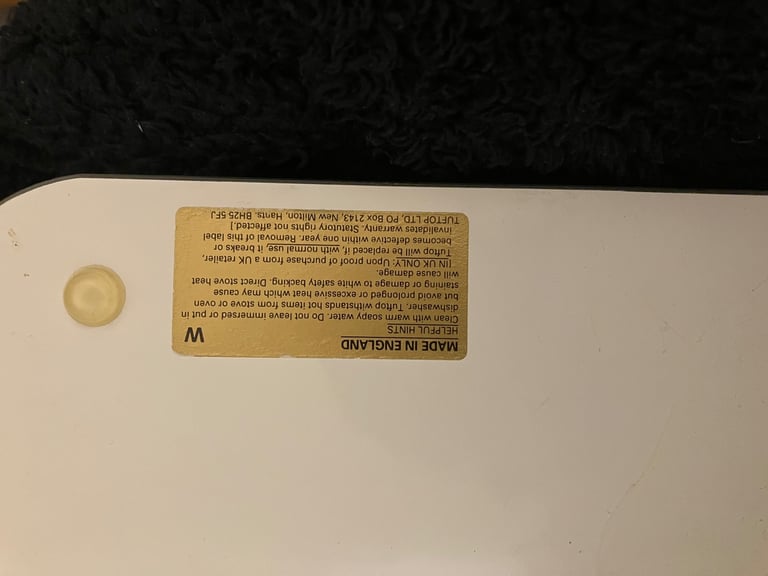 MADE IN ENGLAND
HELPFUL HINTS
W
Clean with warm soapy water. Do not leave immersed or put in
dishwasher. Tuftop withstands hot items from stove or oven
but avoid prolonged or excessive heat which may cause
staining or damage to white safety backing. Direct stove heat
will cause damage.
[IN UK ONLY: Upon proof of purchase from a UK retailer,
Tuftop will be replaced if, with normal use, it breaks or
becomes defective within one year. Removal of this label
invalidates warranty. Statutory rights not affected.]
TUFTOP LTD, PO Box 2143, New Milton, Hants. BH25 5FJ